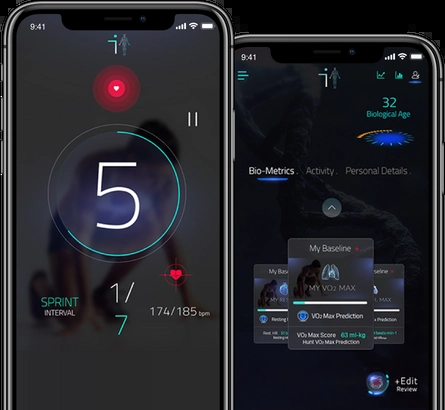 9:41
5
SPRINT
INTERVAL
1/
7
174/185 bpm
9:41
32
Biological Age
Bio-Metrics .
Activity .
Personal Details .
My Baseline
MY VO2 MAX
VO2 Max Prediction
VO2 Max Score 63 ml-kg
Hunt VO2 Max Prediction
My Bas
Resting
+Edit
Review